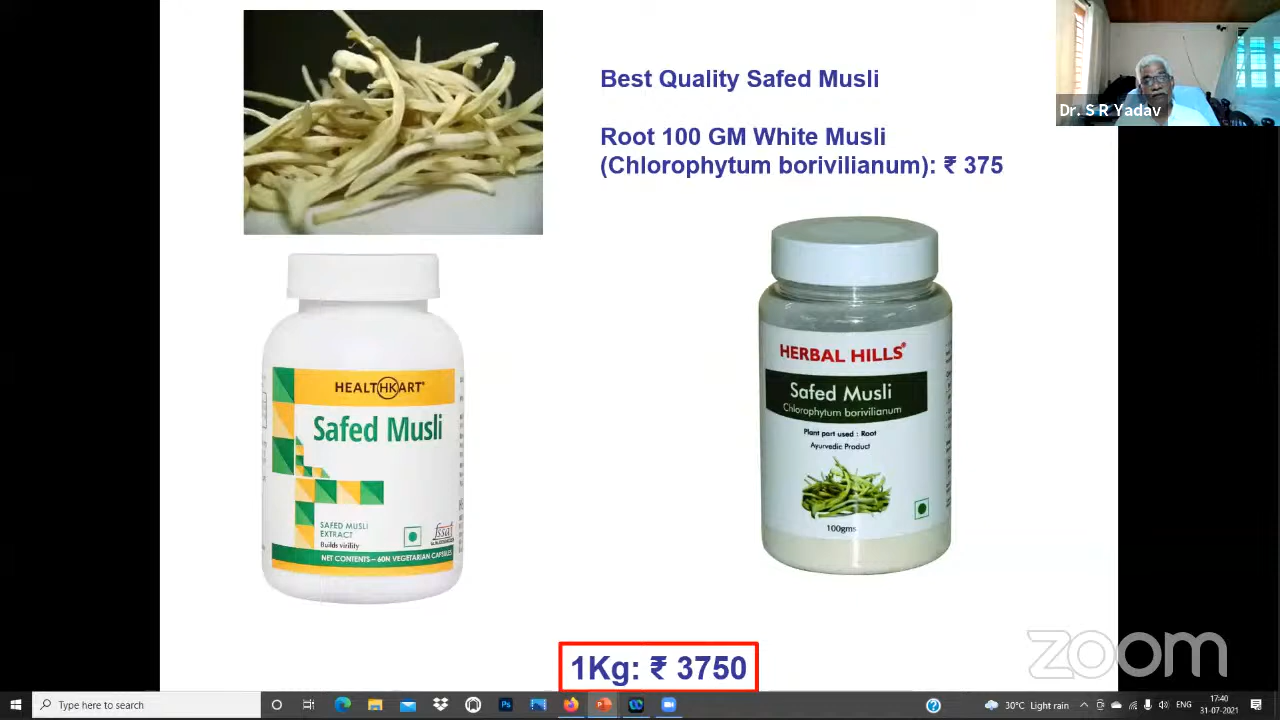 Best Quality Safed Musli
Root 100 GM White Musli
(Chlorophytum borivilianum): ₹ 375
Dr. S R Yadav
HEALTHKART®
Safed Musli
SAFED MUSLI
EXTRACT
Builds virility
fssai
NET CONTENTS – 60N VEGETARIAN CAPSULES
HERBAL HILLS®
Safed Musli
Chlorophytum borivilianum
Plant part used : Root
Ayurvedic Product
100gms
1Kg: ₹ 3750
zoom
Type here to search
Ps
30°C Light rain
ENG
17:40
31-07-2021